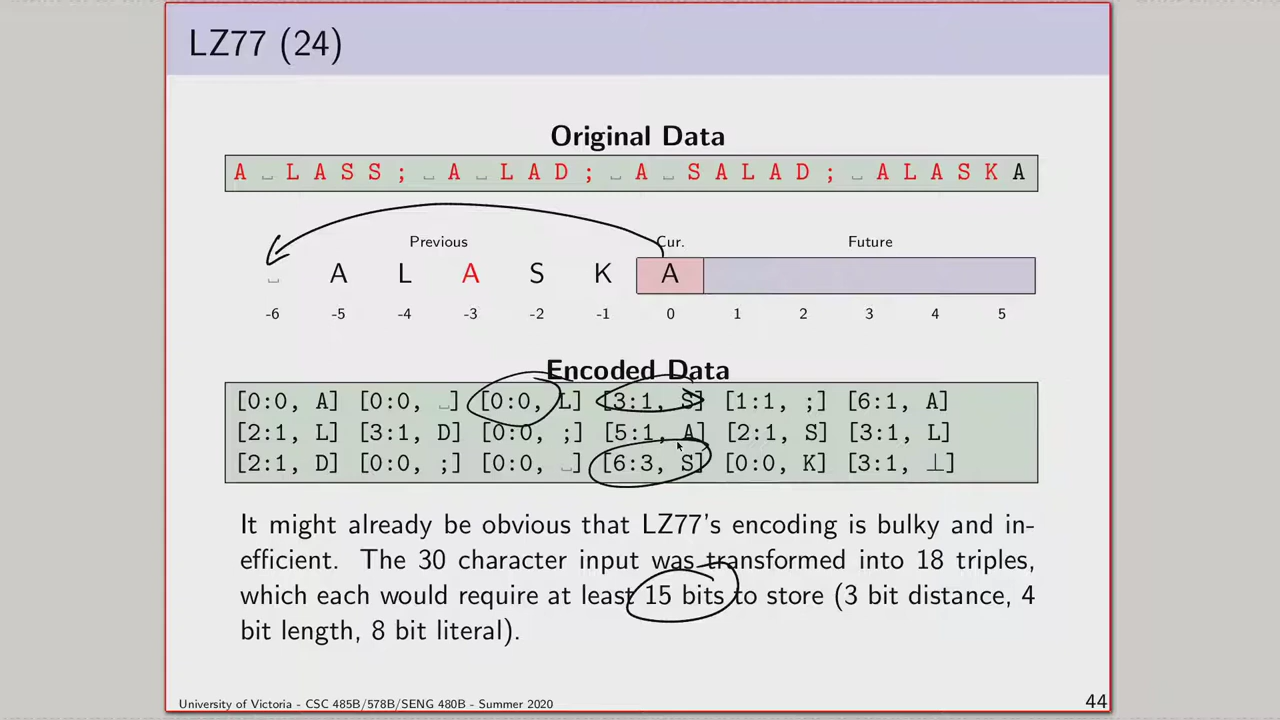 LZ77 (24)
Original Data
A ␣ L A S S ; ␣ A ␣ L A D ; ␣ A ␣ S A L A D ; ␣ A L A S K A
Previous Cur. Future
␣ A L A S K A
-6 -5 -4 -3 -2 -1 0 1 2 3 4 5
Encoded Data
[0:0, A] [0:0, ␣] [0:0, L] [3:1, S] [1:1, ;] [6:1, A]
[2:1, L] [3:1, D] [0:0, ;] [5:1, A] [2:1, S] [3:1, L]
[2:1, D] [0:0, ;] [0:0, ␣] [6:3, S] [0:0, K] [3:1, ⊥]
It might already be obvious that LZ77's encoding is bulky and in-
efficient. The 30 character input was transformed into 18 triples,
which each would require at least 15 bits to store (3 bit distance, 4
bit length, 8 bit literal).
University of Victoria - CSC 485B/578B/SENG 480B - Summer 2020
44